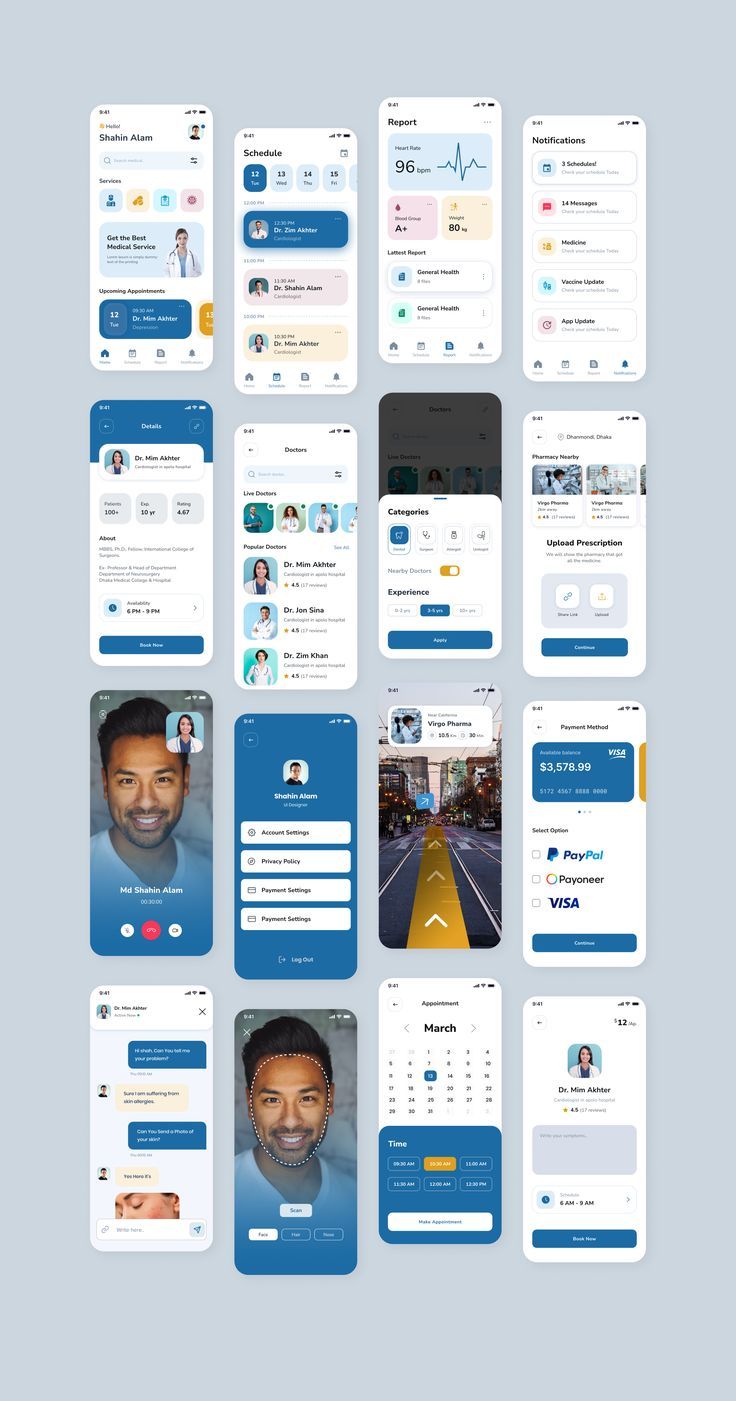 9:41
👋 Hello!
Shahin Alam
Search medical..
Services
Get the Best
Medical Service
Lorem Ipsum is simply dummy
text of the printing
Upcoming Appointments
12
Tue
09:30 AM
Dr. Mim Akhter
Depression
13
Home
Schedule
Report
Notifications
9:41
Schedule
12
Tue
13
Wed
14
Thu
15
Fri
12:00 PM
12:30 PM
Dr. Zim Akhter
Cardiologist
11:00 PM
11:30 AM
Dr. Shahin Alam
Cardiologist
10:00 PM
10:30 PM
Dr. Mim Akhter
Cardiologist
Home
Schedule
Report
Notifications
9:41
Report
Heart Rate
96 bpm
Blood Group
A+
Weight
80 kg
Lattest Report
General Health
8 files
General Health
8 files
Home
Schedule
Report
Notifications
9:41
Notifications
3 Schedules!
Check your schedule Today
14 Messages
Check your schedule Today
Medicine
Check your schedule Today
Vaccine Update
Check your schedule Today
App Update
Check your schedule Today
Home
Schedule
Report
Notifications
9:41
Details
Dr. Mim Akhter
Cardiologist in apolo hospital
Patients
100+
Exp.
10 yr
Rating
4.67
About
MBBS, Ph.D., Fellow, International College of
Surgeons.
Ex- Professor & Head of Department
Department of Neurosurgery
Dhaka Medical College & Hospital
Availablity
6 PM - 9 PM
Book Now
9:41
Doctors
Search doctor..
Live Doctors
Popular Doctors
See All
Dr. Mim Akhter
Cardiologist in apolo hospital
4.5 (17 reviews)
Dr. Jon Sina
Cardiologist in apolo hospital
4.5 (17 reviews)
Dr. Zim Khan
Cardiologist in apolo hospital
4.5 (17 reviews)
9:41
Doctors
Search doctor..
Live Doctors
Categories
Dental
Surgeon
Allergist
Urologist
Nearby Doctors
Experience
0-2 yrs
3-5 yrs
10+ yrs
Apply
9:41
Dhanmondi, Dhaka
Pharmacy Nearby
Virgo Pharma
2km away
4.5 (17 reviews)
Virgo Pharma
2km away
4.5 (17 reviews)
Upload Prescription
We will show the pharmacy that got
all the medicine.
Share Link
Upload
Continue
9:41
Md Shahin Alam
00:30:00
9:41
Shahin Alam
UI Designer
Account Settings
Privacy Policy
Payment Settings
Payment Settings
Log Out
9:41
Near California
Virgo Pharma
10.5 Km
30 Min
9:41
Payment Method
Available balance
VISA
$3,578.99
5172 4567 8888 0000
Select Option
PayPal
Payoneer
VISA
Continue
9:41
Dr. Mim Akhter
Active Now
Hi shah, Can You tell me
your problem?
Sure I am suffering from
skin allergies.
Can You Send a Photo of
your skin?
Yes Hero it's
Write here..
9:41
Scan
Face
Hair
Nose
9:41
Appointment
March
27 28 1 2 3 4
5 6 7 8 9 10
11 12 13 14 15 16
17 18 19 20 21 22
23 24 25 26 27 28
29 30 31 1 2 3
Time
09:30 AM
10:30 AM
11:00 AM
11:30 AM
12:00 AM
12:30 PM
Make Appointment
9:41
$12 /Ap.
Dr. Mim Akhter
Cardiologist in apolo hospital
4.5 (17 reviews)
Write your symptoms..
Schedule
6 AM - 9 AM
Book Now